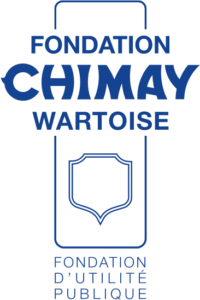 FONDATION
CHIMAY
WARTOISE
FONDATION
D'UTILITÉ
PUBLIQUE